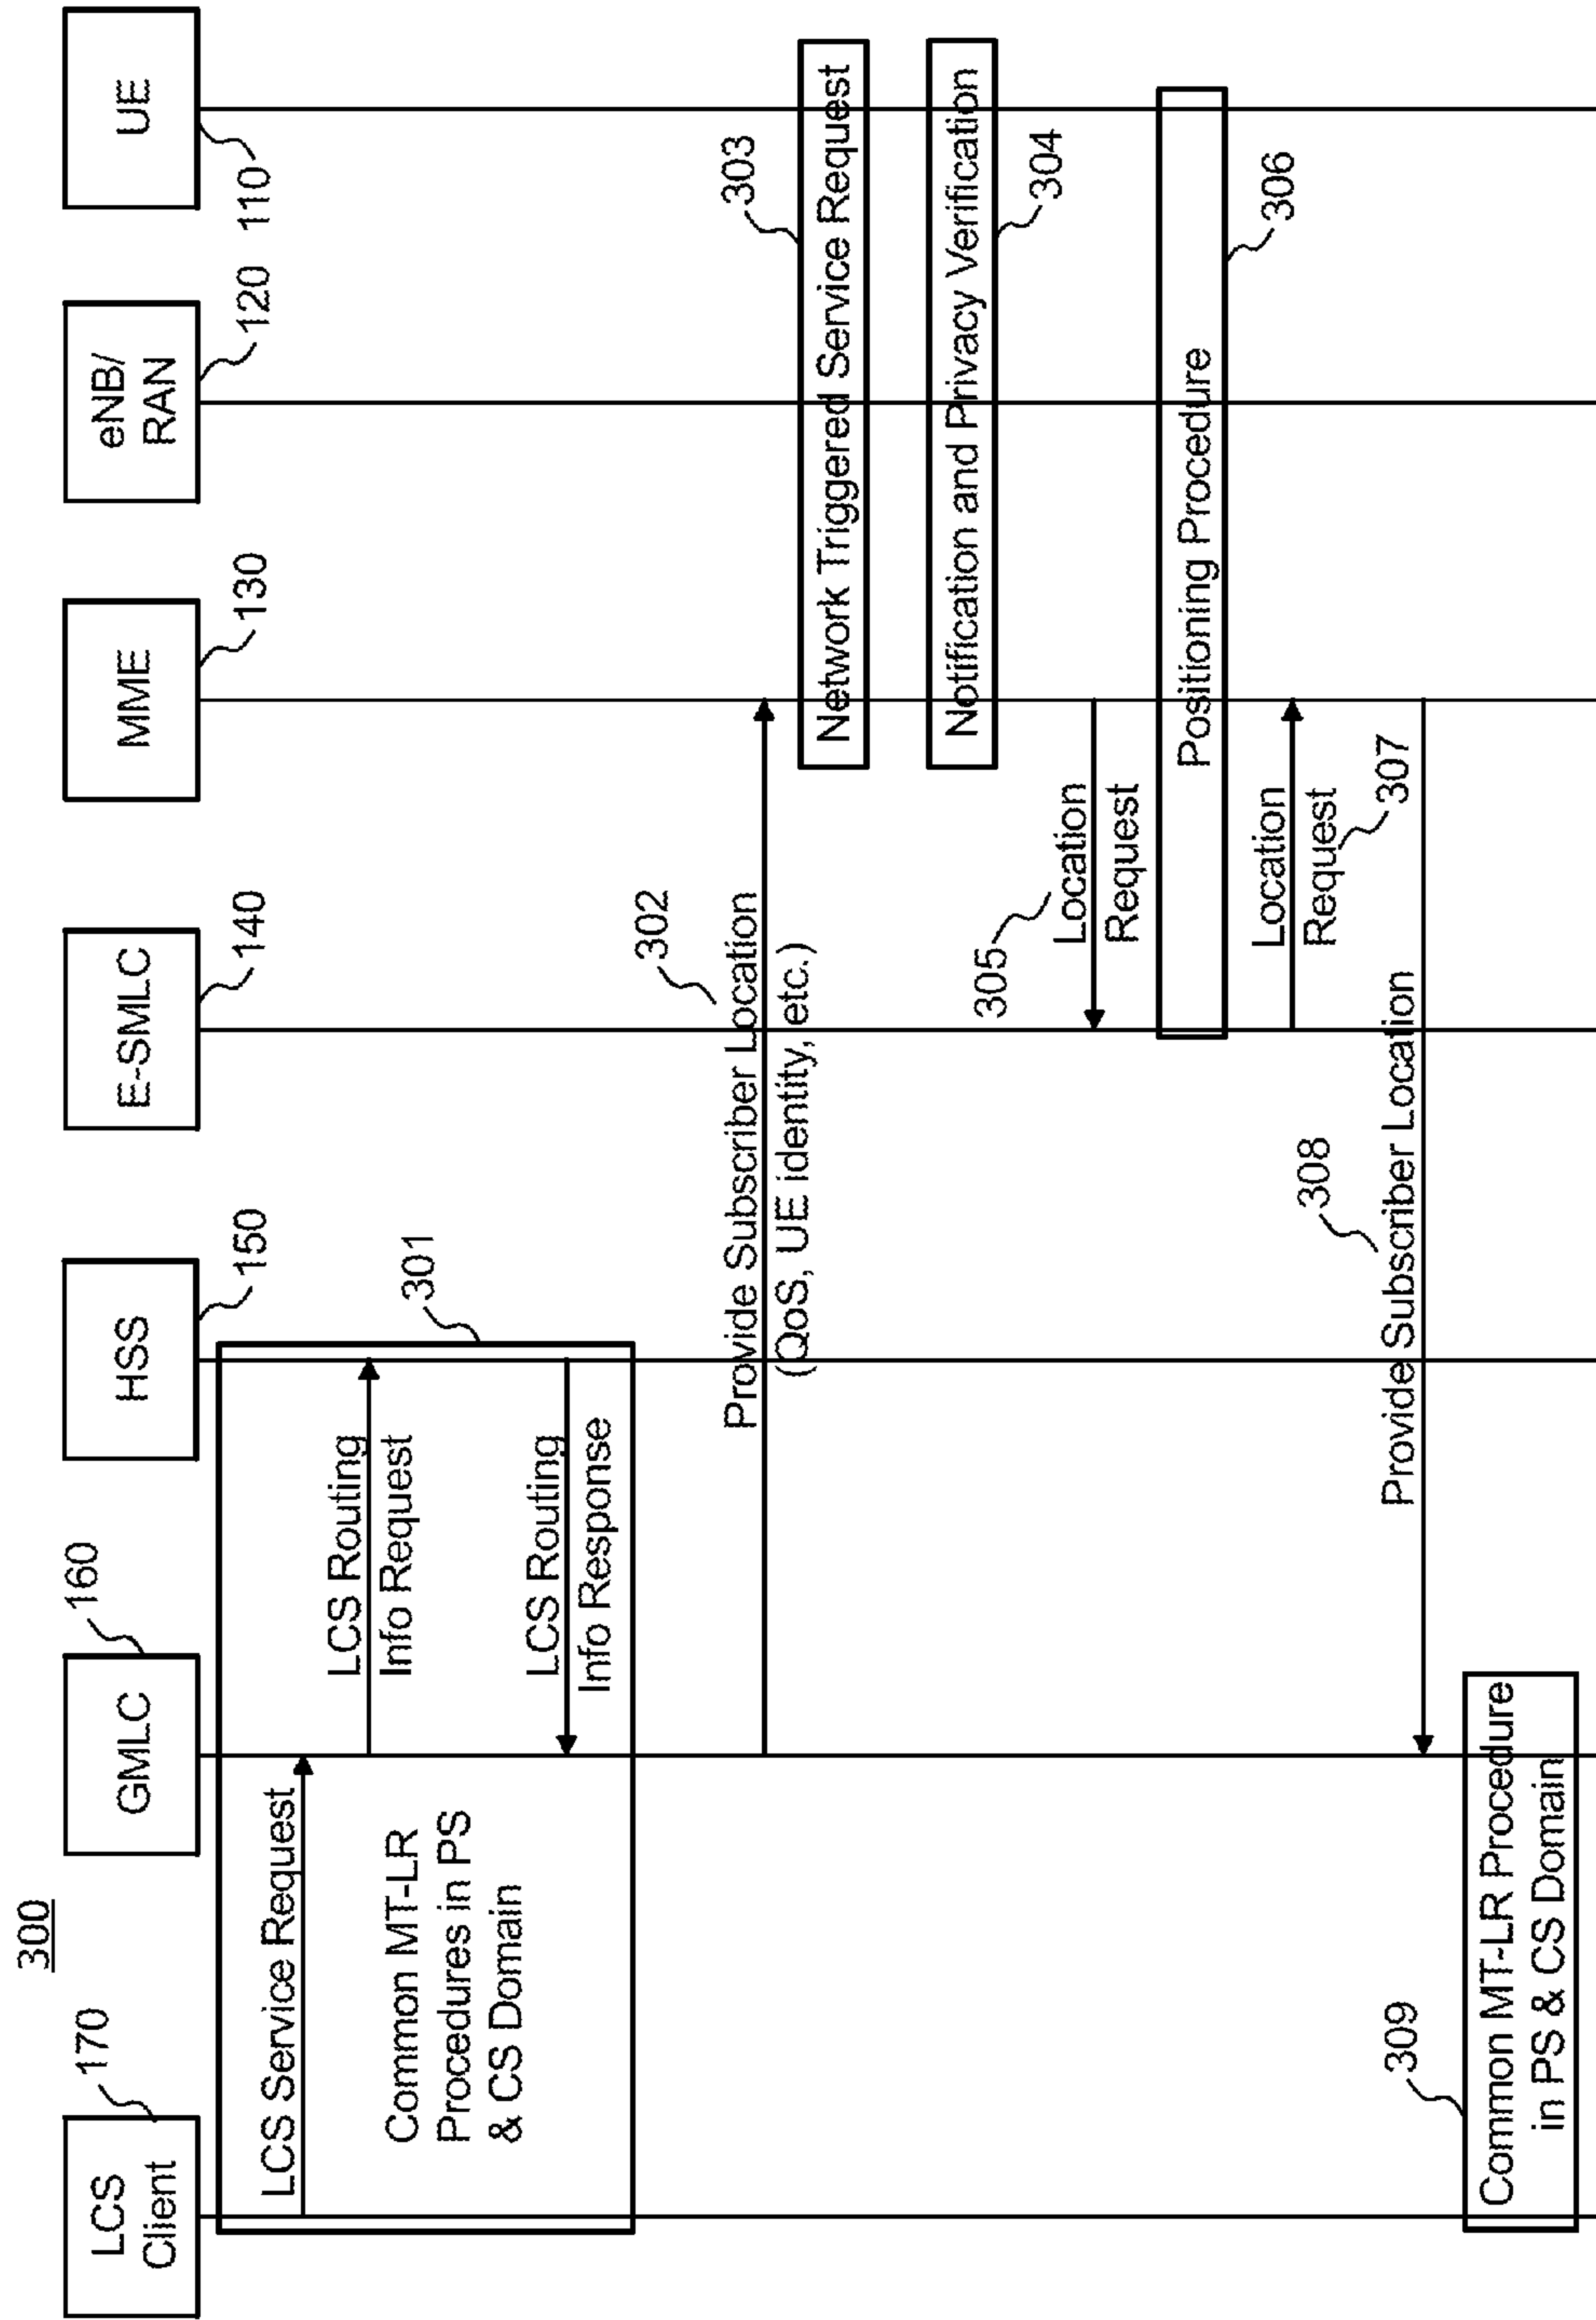 300
LCS
Client
170
GMLC
160
HSS
150
E-SMLC
140
MME
130
eNB/
RAN
120
UE
110
LCS Service Request
LCS Routing
Info Request
301
Common MT-LR
Procedures in PS
& CS Domain
LCS Routing
Info Response
302
Provide Subscriber Location
(QoS, UE identity, etc.)
303
Network Triggered Service Request
Notification and Privacy Verification
304
305
Location
Request
Positioning Procedure
306
Location
Request
307
308
Provide Subscriber Location
309
Common MT-LR Procedure
in PS & CS Domain